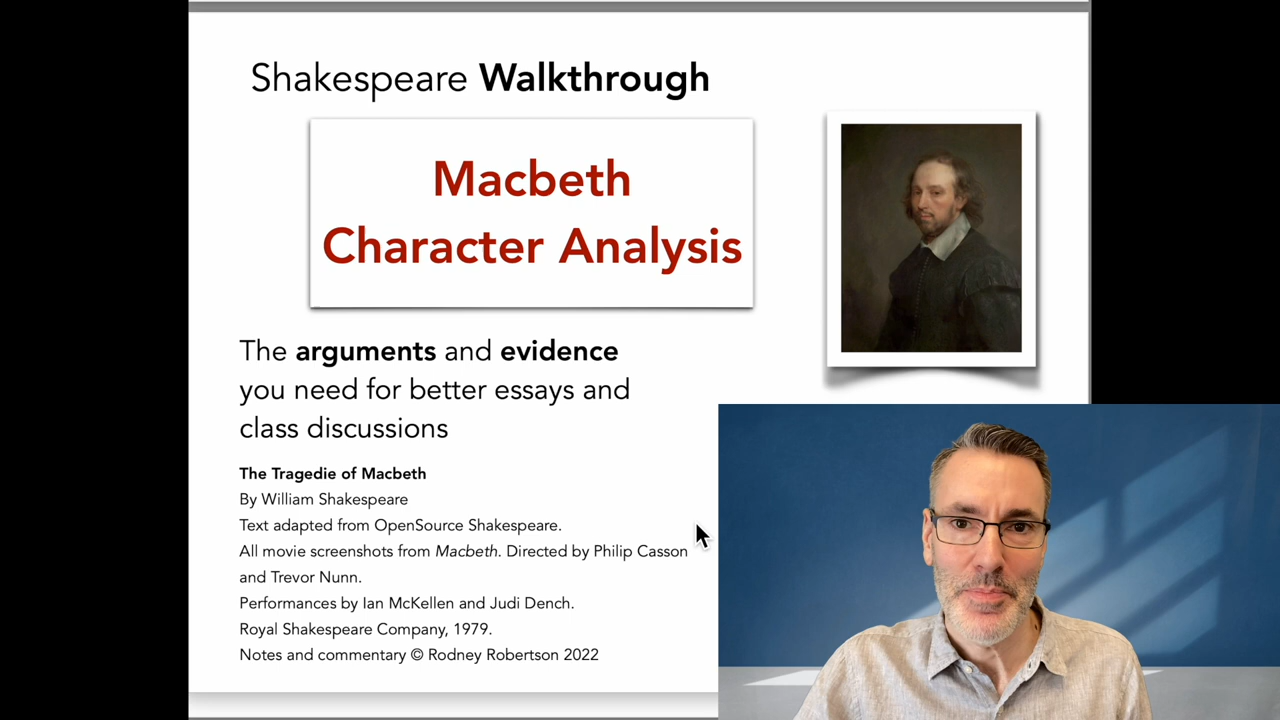 Shakespeare Walkthrough
Macbeth
Character Analysis
The arguments and evidence
you need for better essays and
class discussions
The Tragedie of Macbeth
By William Shakespeare
Text adapted from OpenSource Shakespeare.
All movie screenshots from Macbeth. Directed by Philip Casson
and Trevor Nunn.
Performances by Ian McKellen and Judi Dench.
Royal Shakespeare Company, 1979.
Notes and commentary © Rodney Robertson 2022